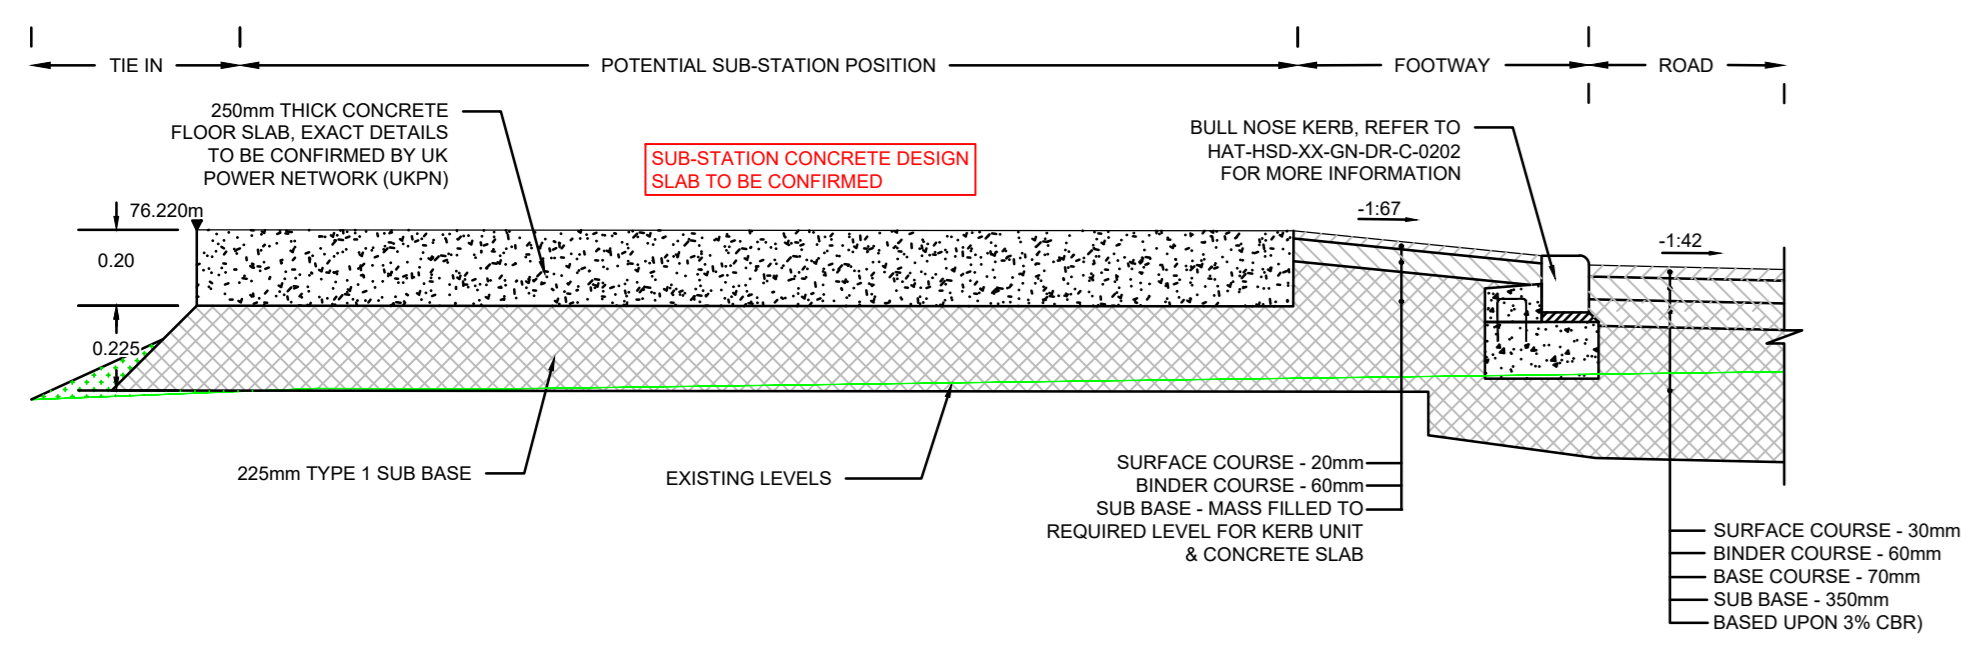 TIE IN
POTENTIAL SUB-STATION POSITION
FOOTWAY
ROAD
250mm THICK CONCRETE
FLOOR SLAB, EXACT DETAILS
TO BE CONFIRMED BY UK
POWER NETWORK (UKPN)
SUB-STATION CONCRETE DESIGN
SLAB TO BE CONFIRMED
BULL NOSE KERB, REFER TO
HAT-HSD-XX-GN-DR-C-0202
FOR MORE INFORMATION
76.220m
-1:67
-1:42
0.20
0.225
225mm TYPE 1 SUB BASE
EXISTING LEVELS
SURFACE COURSE - 20mm
BINDER COURSE - 60mm
SUB BASE - MASS FILLED TO
REQUIRED LEVEL FOR KERB UNIT
& CONCRETE SLAB
SURFACE COURSE - 30mm
BINDER COURSE - 60mm
BASE COURSE - 70mm
SUB BASE - 350mm
BASED UPON 3% CBR)